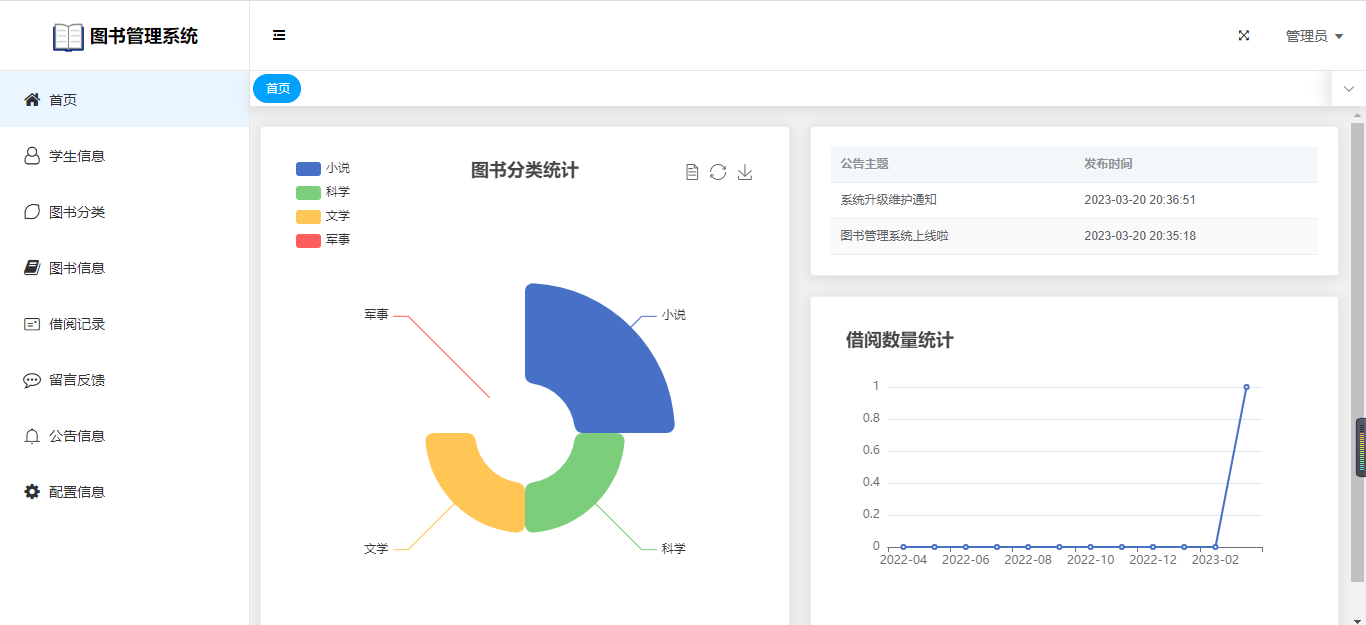 图书管理系统
管理员
首页
首页
学生信息
图书分类
图书信息
借阅记录
留言反馈
公告信息
配置信息
图书分类统计
小说
科学
文学
军事
军事
小说
文学
科学
公告主题 发布时间
系统升级维护通知 2023-03-20 20:36:51
图书管理系统上线啦 2023-03-20 20:35:18
借阅数量统计
1
0.8
0.6
0.4
0.2
0
2022-04 2022-06 2022-08 2022-10 2022-12 2023-02